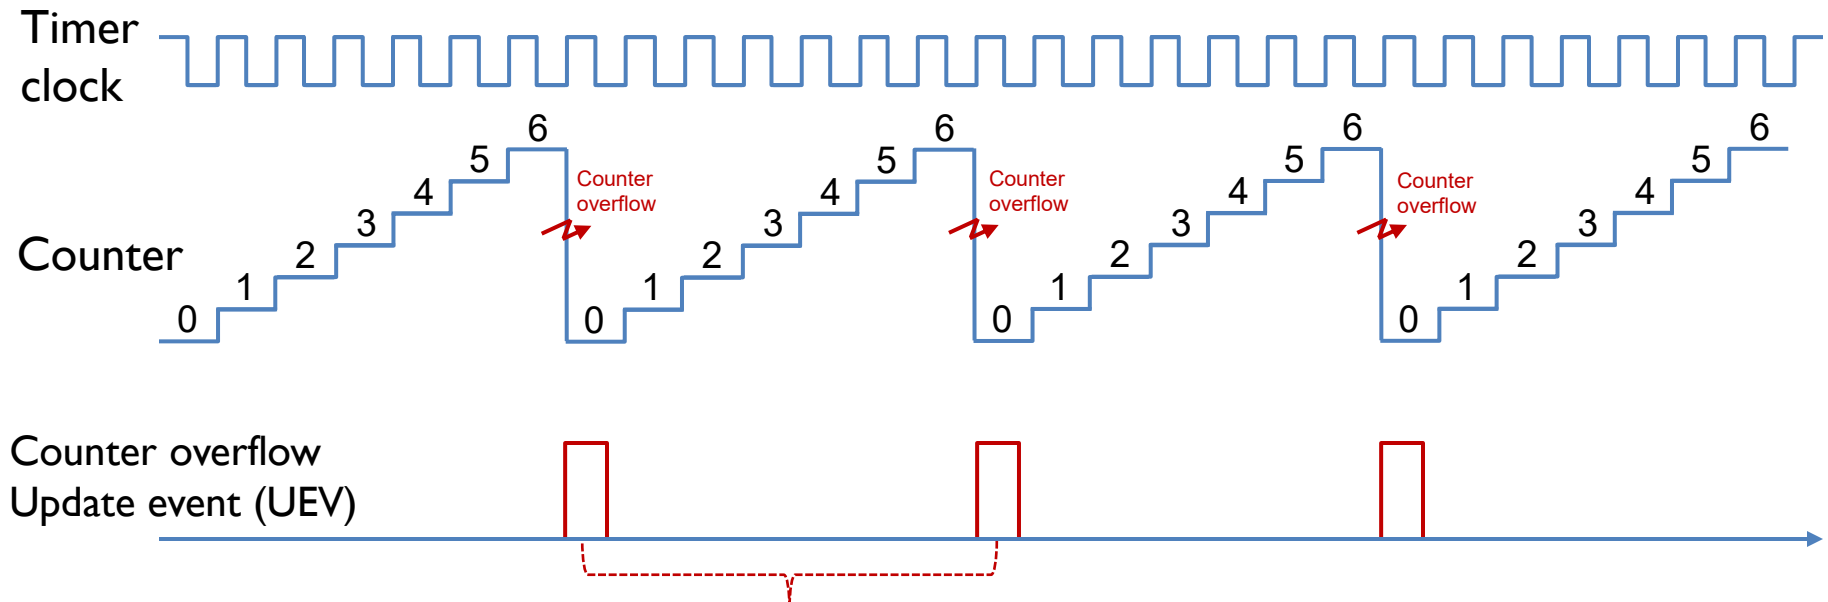 Timer
clock
6 6 6 6
5 5 5 5
4 4 4 4
3 3 3 3
2 2 2 2
1 1 1 1
0 0 0 0
Counter
overflow
Counter
overflow
Counter
overflow
Counter
Counter overflow
Update event (UEV)